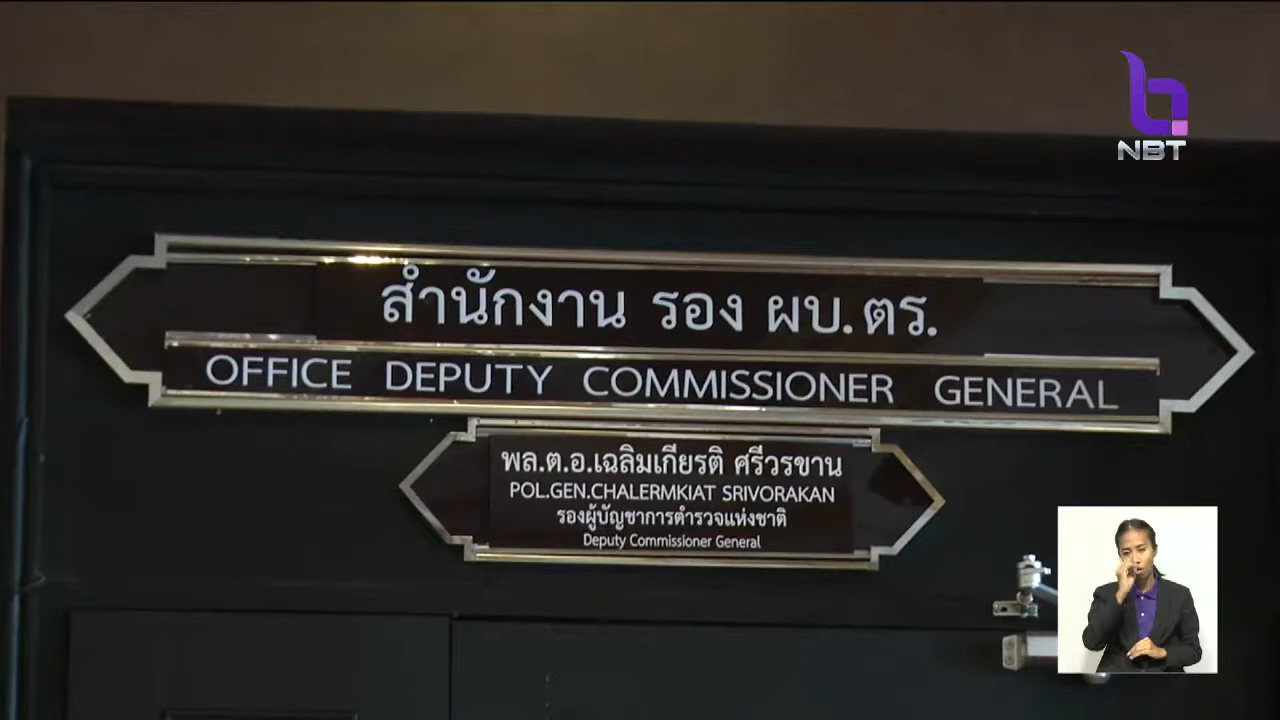 NBT
สำนักงาน รอง ผบ.ตร.
OFFICE DEPUTY COMMISSIONER GENERAL
พล.ต.อ.เฉลิมเกียรติ ศรีวรขาน
POL.GEN.CHALERMKIAT SRIVORAKAN
รองผู้บัญชาการตำรวจแห่งชาติ
Deputy Commissioner General